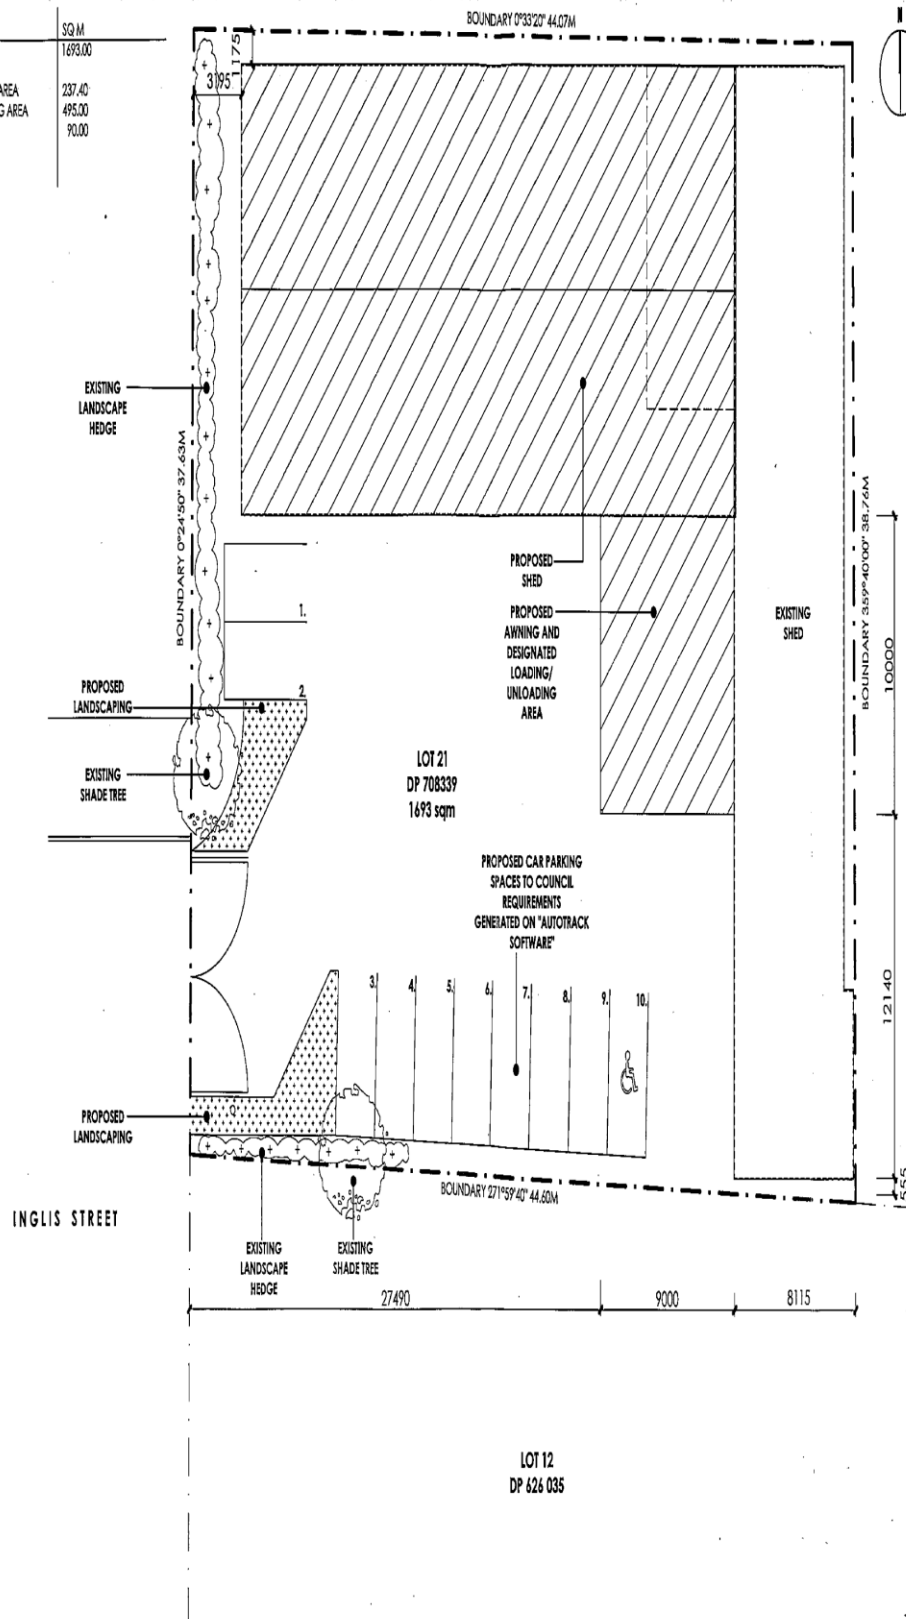 BOUNDARY 0°33'20" 44.07M
N
SQ M
1693.00
AREA 237.40
G AREA 495.00
90.00
1175
3195
EXISTING
LANDSCAPE
HEDGE
BOUNDARY 0°24'50" 37.63M
BOUNDARY 359°40'00" 38.76M
PROPOSED
SHED
PROPOSED
AWNING AND
DESIGNATED
LOADING/
UNLOADING
AREA
EXISTING
SHED
10000
1.
2.
PROPOSED
LANDSCAPING
EXISTING
SHADE TREE
LOT 21
DP 708339
1693 sqm
PROPOSED CAR PARKING
SPACES TO COUNCIL
REQUIREMENTS
GENERATED ON "AUTOTRACK
SOFTWARE"
3. 4. 5. 6. 7. 8. 9. 10.
12140
PROPOSED
LANDSCAPING
BOUNDARY 271°59'40" 44.60M
1555
INGLIS STREET
EXISTING
LANDSCAPE
HEDGE
EXISTING
SHADE TREE
27490 9000 8115
LOT 12
DP 626 035